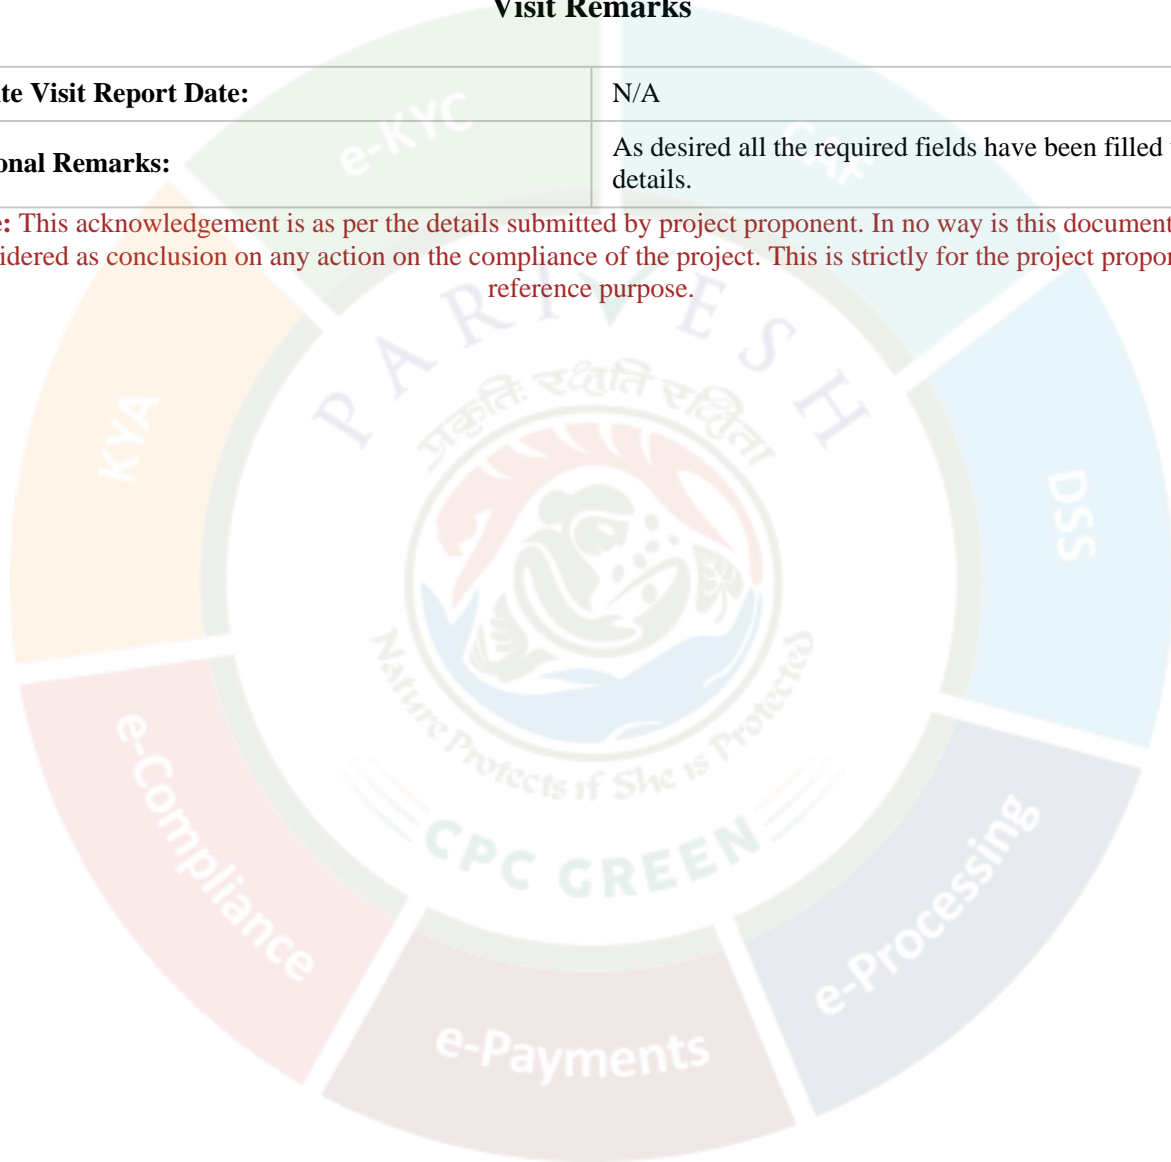 Visit Remarks
te Visit Report Date:
N/A
onal Remarks:
As desired all the required fields have been filled
details.
e: This acknowledgement is as per the details submitted by project proponent. In no way is this document
idered as conclusion on any action on the compliance of the project. This is strictly for the project propo
reference purpose.
e-KYC
CAF
PARIVESH
प्रकृतिः रक्षति रक्षिता
KYA
DSS
Nature Protects if She is Protected
CPC GREEN
e-Compliance
e-Processing
e-Payments